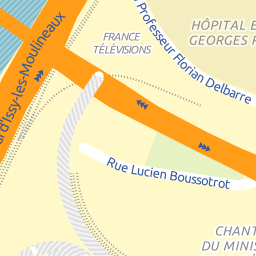 HÔPITAL E
GEORGES P
Professeur Florian Delbarre
FRANCE
TÉLÉVISIONS
d'Issy-les-Moulineaux
Rue Lucien Boussotrot
CHANT
DU MINIS